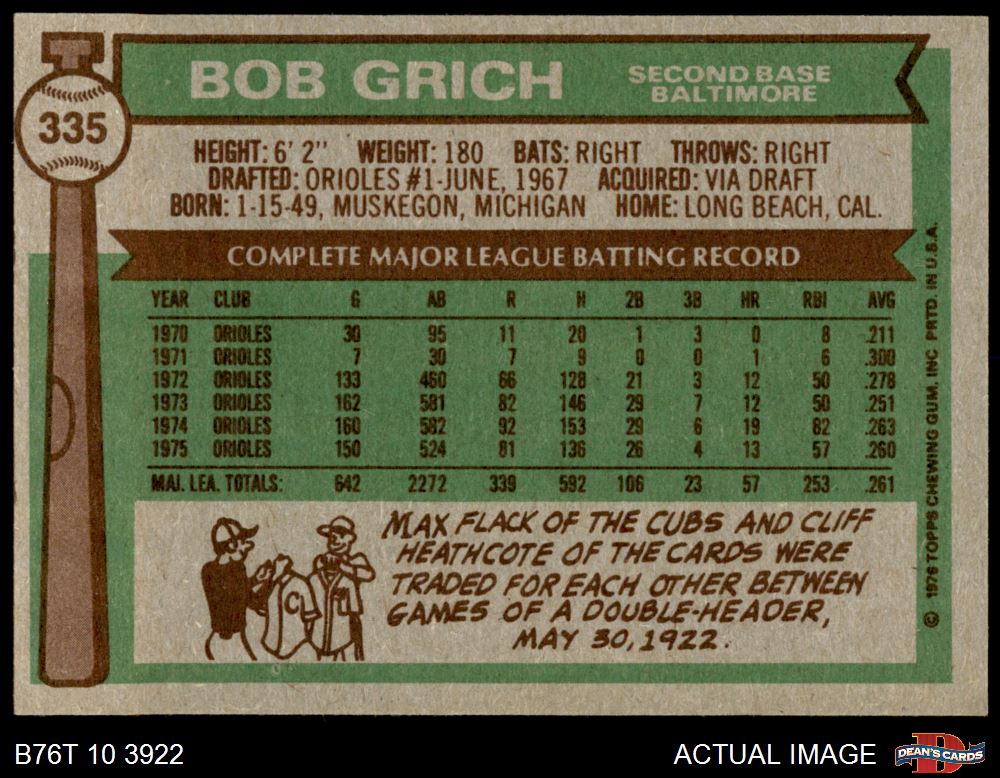 335
BOB GRICH
SECOND BASE
BALTIMORE
HEIGHT: 6' 2" WEIGHT: 180 BATS: RIGHT THROWS: RIGHT
DRAFTED: ORIOLES #1-JUNE, 1967 ACQUIRED: VIA DRAFT
BORN: 1-15-49, MUSKEGON, MICHIGAN HOME: LONG BEACH, CAL.
COMPLETE MAJOR LEAGUE BATTING RECORD
YEAR CLUB G AB R H 2B 3B HR RBI AVG
1970 ORIOLES 30 95 11 20 1 3 0 8 .211
1971 ORIOLES 7 30 7 9 0 0 1 6 .300
1972 ORIOLES 133 460 66 128 21 3 12 50 .278
1973 ORIOLES 162 581 82 146 29 7 12 50 .251
1974 ORIOLES 160 582 92 153 29 6 19 82 .263
1975 ORIOLES 150 524 81 136 26 4 13 57 .260
MAJ. LEA. TOTALS: 642 2272 339 592 106 23 57 253 .261
C
MAX FLACK OF THE CUBS AND CLIFF
HEATHCOTE OF THE CARDS WERE
TRADED FOR EACH OTHER BETWEEN
GAMES OF A DOUBLE-HEADER,
MAY 30, 1922.
© 1976 TOPPS CHEWING GUM, INC PRTD. IN U.S.A.
B76T 10 3922
ACTUAL IMAGE
D
DEAN'S CARDS